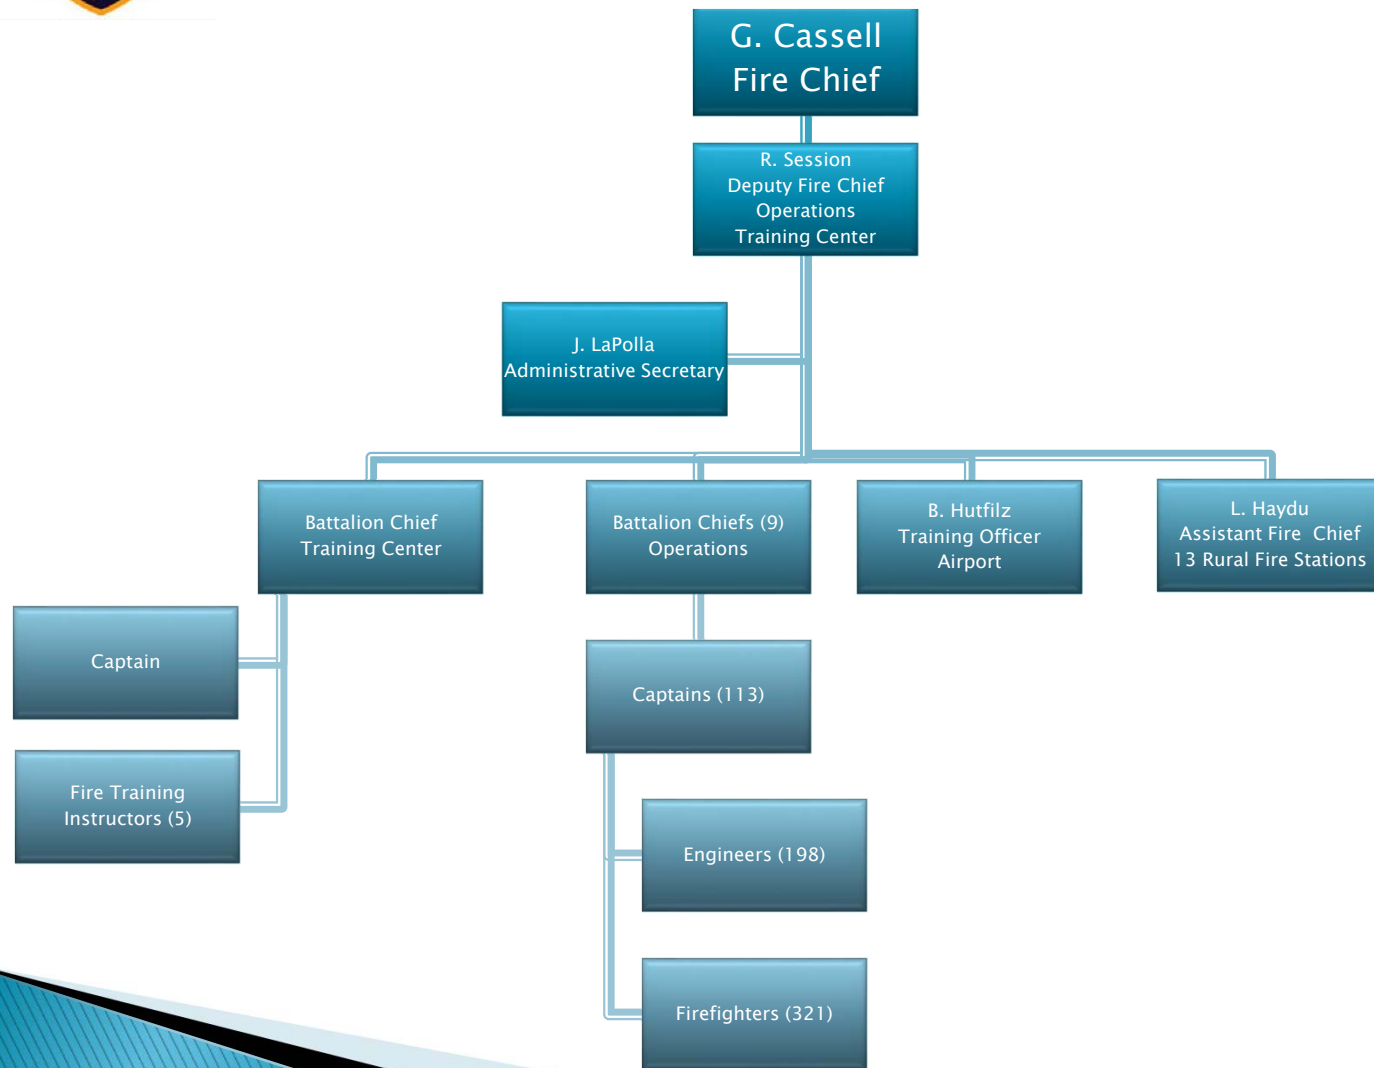 G. Cassell
Fire Chief
R. Session
Deputy Fire Chief
Operations
Training Center
J. LaPolla
Administrative Secretary
Battalion Chief
Training Center
Battalion Chiefs (9)
Operations
B. Hutfilz
Training Officer
Airport
L. Haydu
Assistant Fire  Chief
13 Rural Fire Stations
Captain
Captains (113)
Fire Training
Instructors (5)
Engineers (198)
Firefighters (321)